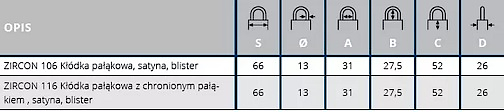 OPIS
S Ø A B C D
ZIRCON 106 Kłódka pałąkowa, satyna, blister 66 13 31 27,5 52 26
ZIRCON 116 Kłódka pałąkowa z chronionym pałą-
kiem , satyna, blister 66 13 31 27,5 52 26